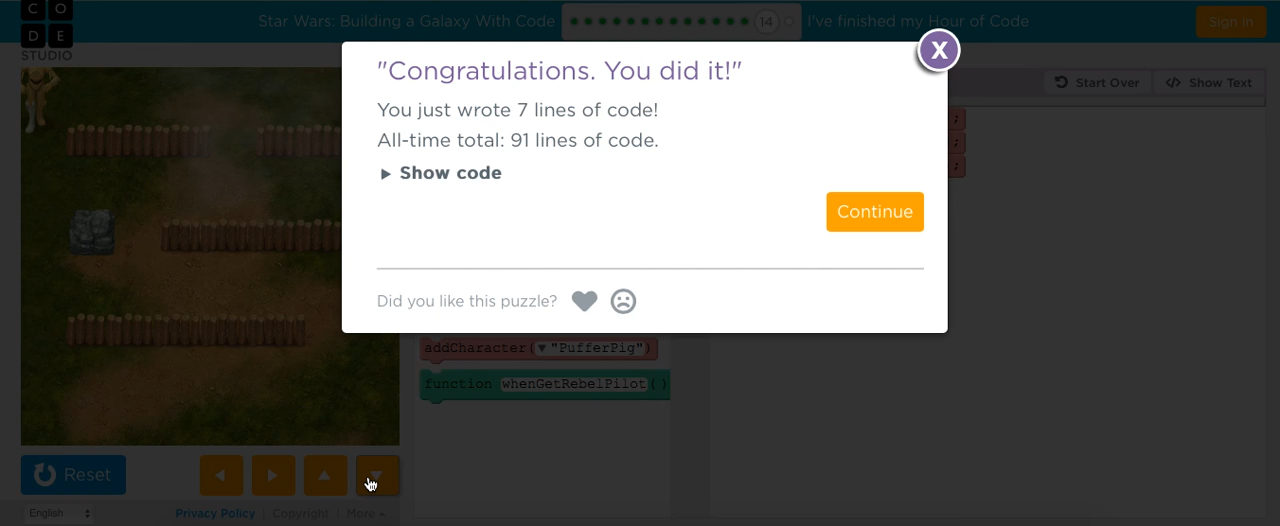 CODE
STUDIO
Star Wars: Building a Galaxy With Code
14
I've finished my Hour of Code
Sign in
"Congratulations. You did it!"
X
You just wrote 7 lines of code!
All-time total: 91 lines of code.
Show code
Continue
Did you like this puzzle?
Start Over
</> Show Text
;
;
;
addCharacter(▼ "PufferPig")
function whenGetRebelPilot()
Reset
English
Privacy Policy | Copyright | More